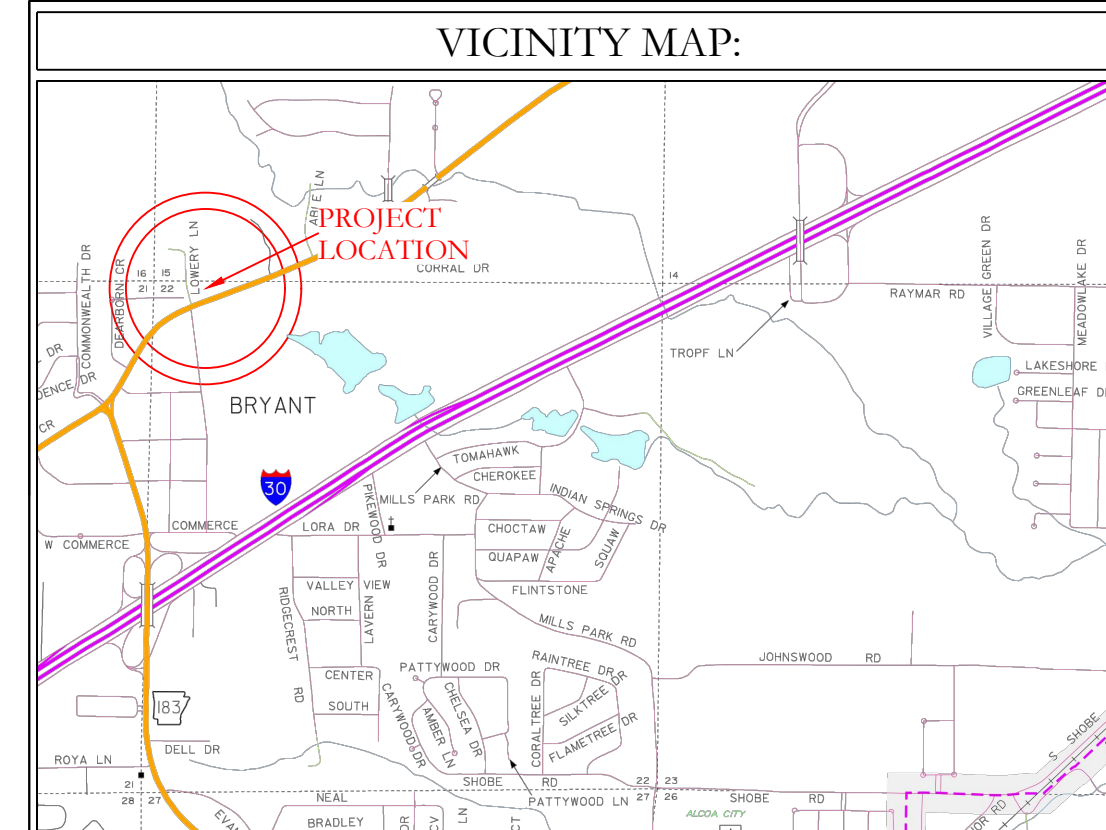 VICINITY MAP:
PROJECT
LOCATION
CORRAL DR
LOWERY LN
COMMONWEALTH DR
DEARBORN CR
16 15
21 22
14
RAYMAR RD
VILLAGE GREEN DR
MEADOWLAKE DR
TROPF LN
LAKESHORE
GREENLEAF
DR
CR
BRYANT
30
TOMAHAWK
CHEROKEE
MILLS PARK RD
INDIAN SPRINGS DR
PIKEWOOD DR
COMMERCE
LORA DR
W COMMERCE
CHOCTAW
APACHE
SQUAW
QUAPAW
FLINTSTONE
VALLEY VIEW
NORTH
LAVERN
CARYWOOD DR
RIDGECREST RD
MILLS PARK RD
JOHNSWOOD RD
CENTER
SOUTH
PATTYWOOD DR
RAINTREE DR
CORALTREE DR
SILKTREE DR
FLAMETREE DR
CARYWOOD DR
CHELSEA DR
AMBER LN
183
DELL DR
ROYA LN
S SHOBE
SHOBE RD
22 23
27 26
21
28 27
NEAL
PATTYWOOD LN
SHOBE RD
ALCOA CITY
BRADLEY
DR
LN
CT
RD